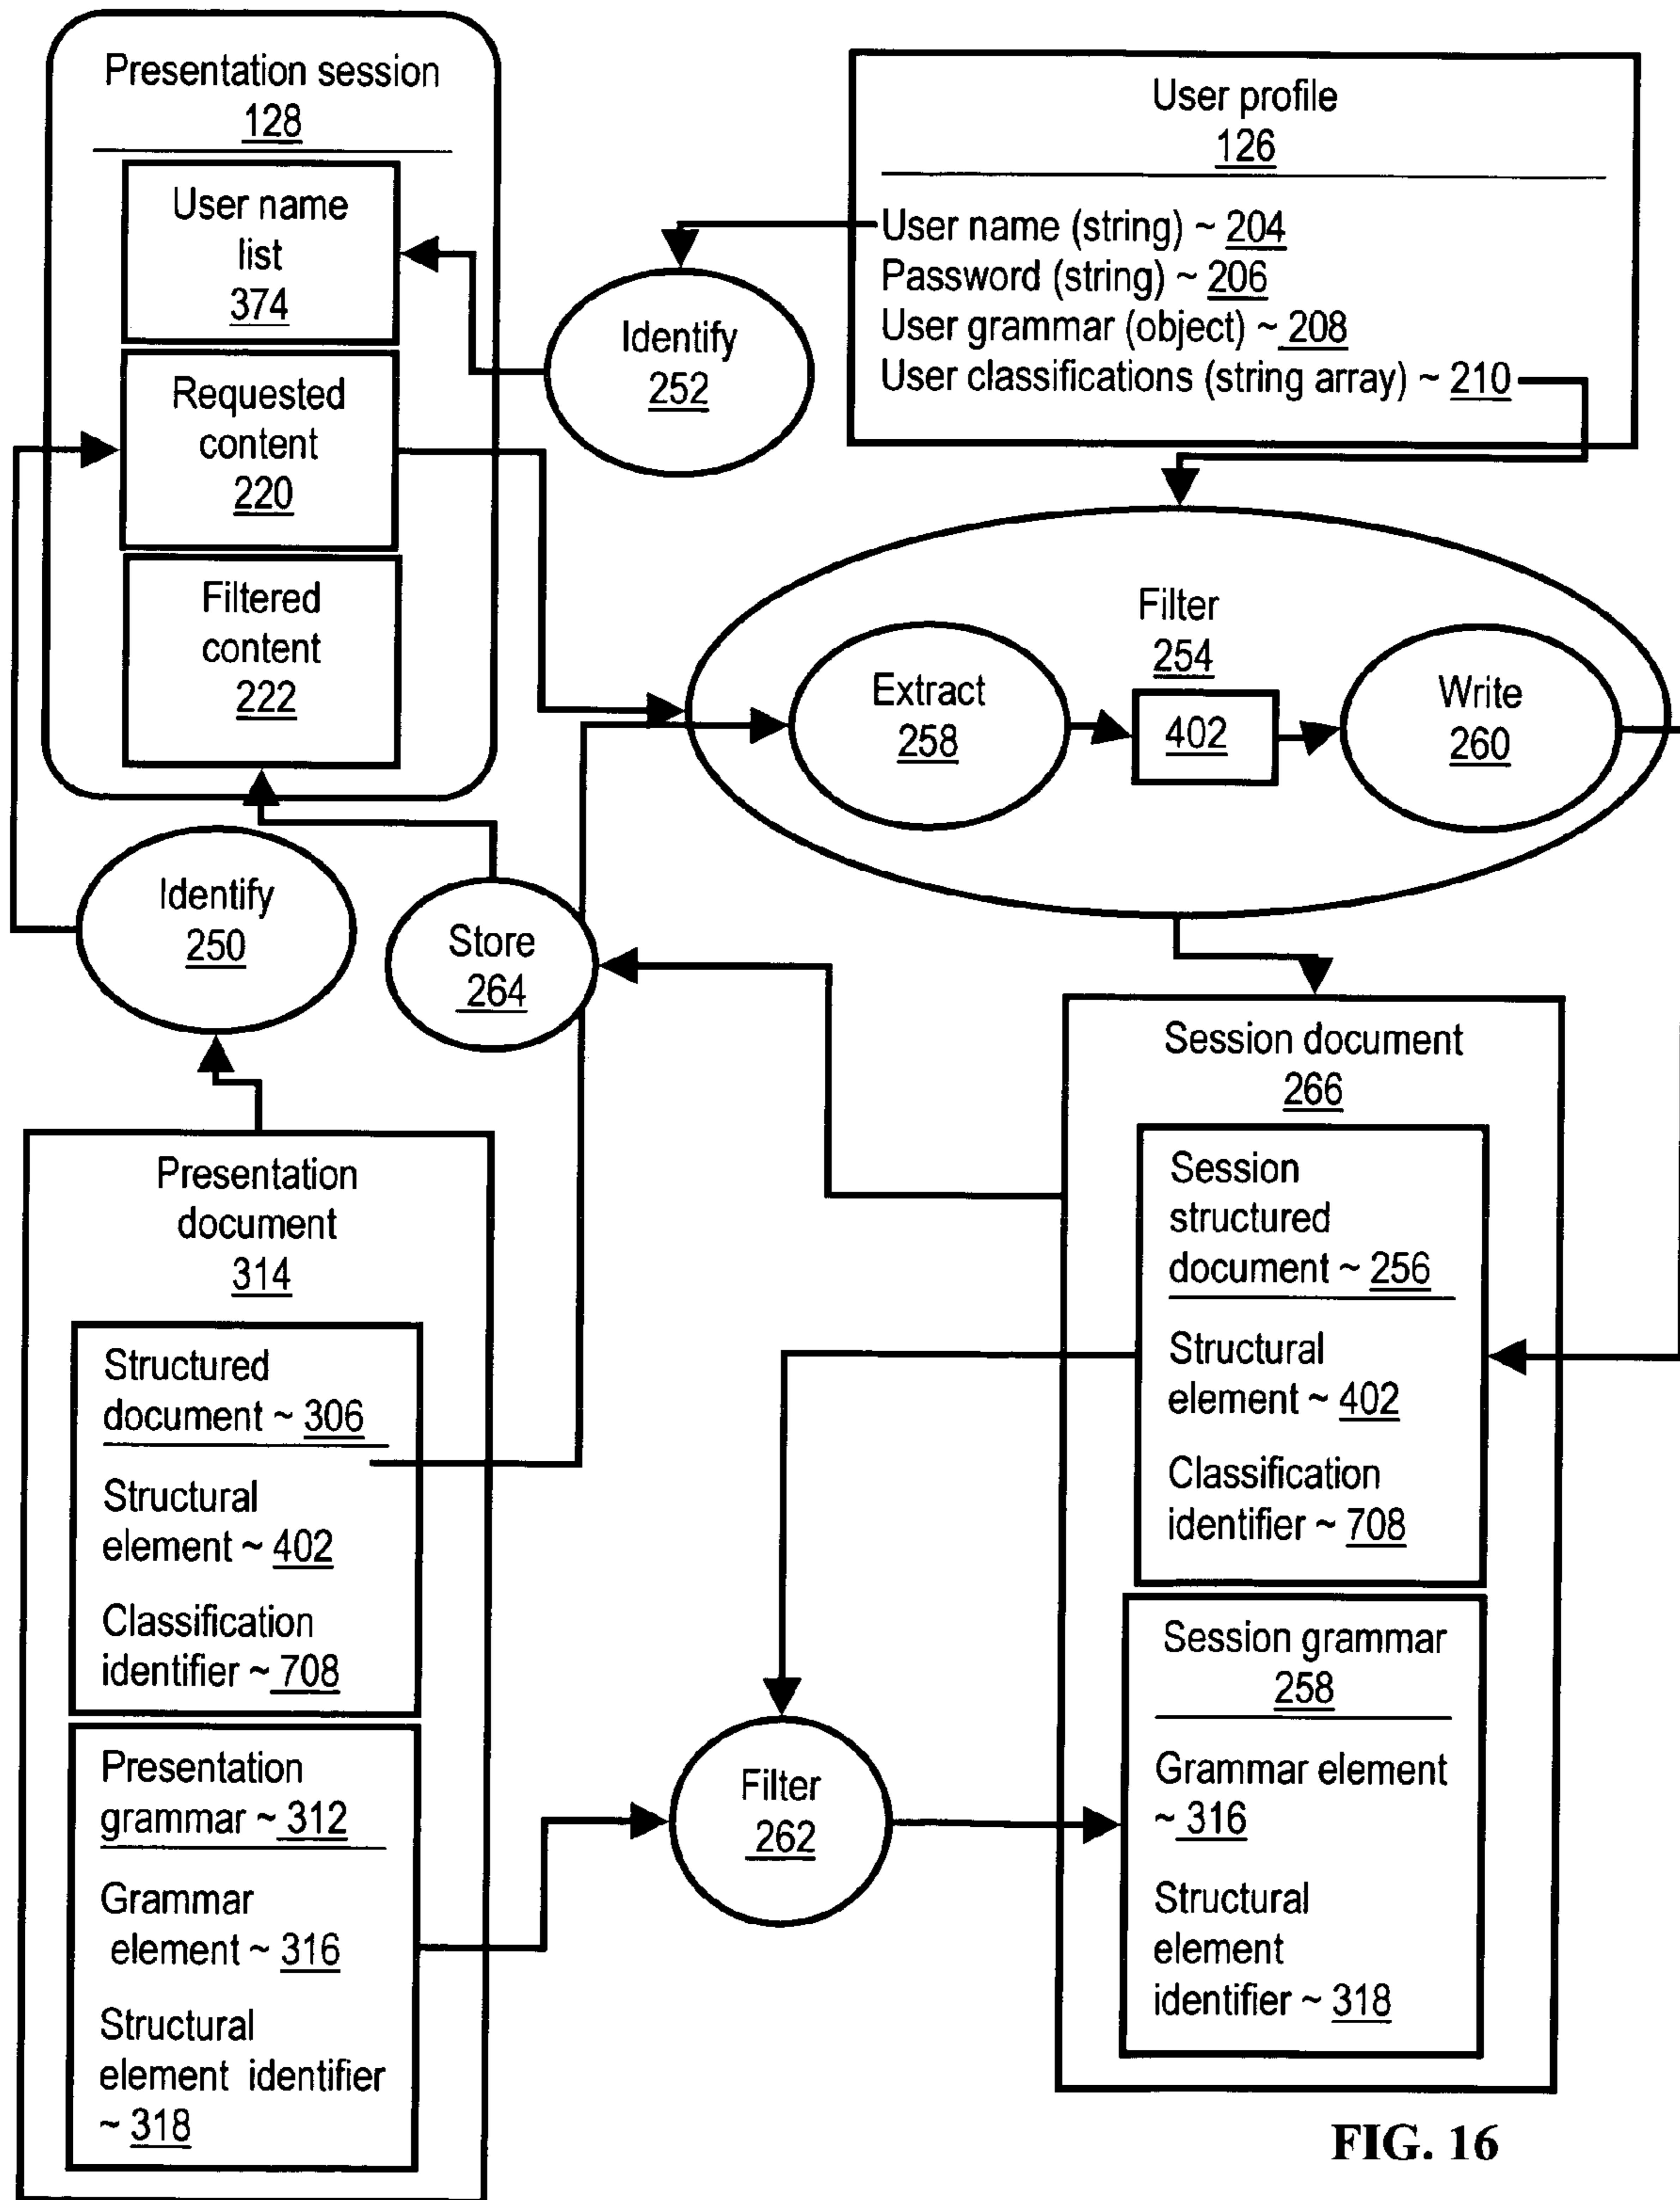 Presentation session
128
User name
list
374
Requested
content
220
Filtered
content
222
User profile
126
User name (string) ~ 204
Password (string) ~ 206
User grammar (object) ~ 208
User classifications (string array) ~ 210
Identify
252
Filter
254
Extract
258
402
Write
260
Identify
250
Store
264
Session document
266
Session
structured
document ~ 256
Structural
element ~ 402
Classification
identifier ~ 708
Session grammar
258
Grammar element
~ 316
Structural
element
identifier ~ 318
Presentation
document
314
Structured
document ~ 306
Structural
element ~ 402
Classification
identifier ~ 708
Presentation
grammar ~ 312
Grammar
element ~ 316
Structural
element identifier
~ 318
Filter
262
FIG. 16